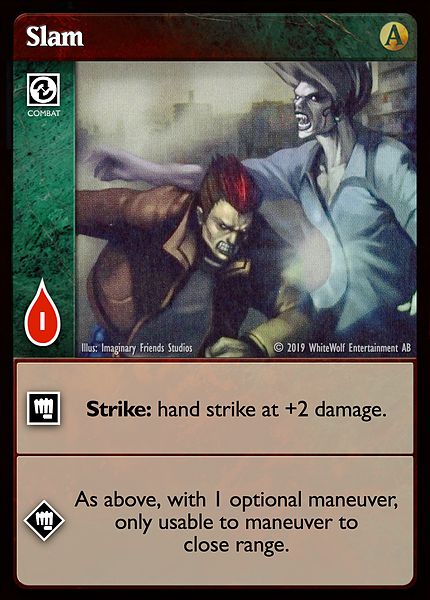 Slam
A
COMBAT
1
Illus: Imaginary Friends Studios
© 2019 WhiteWolf Entertainment AB
Strike: hand strike at +2 damage.
As above, with 1 optional maneuver,
only usable to maneuver to
close range.